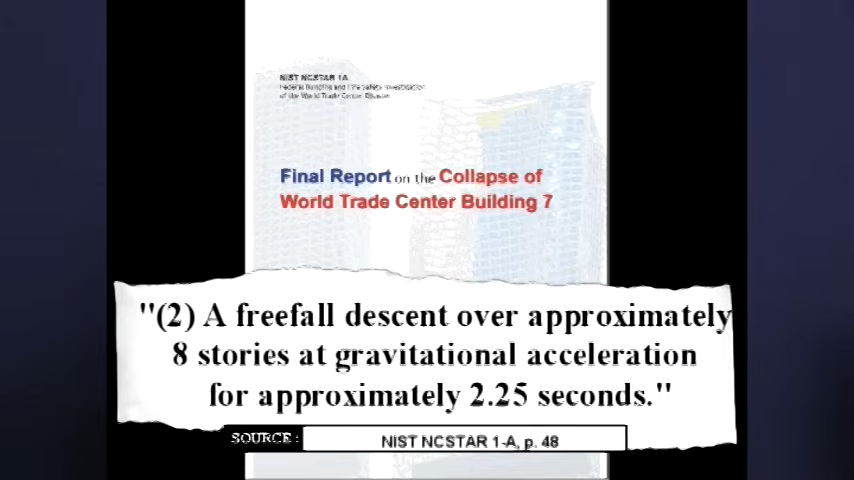 NIST NCSTAR 1A
Federal Building and Fire Safety Investigation
of the World Trade Center Disaster
Final Report on the Collapse of
World Trade Center Building 7
"(2) A freefall descent over approximately
8 stories at gravitational acceleration
for approximately 2.25 seconds."
SOURCE: NIST NCSTAR 1-A, p. 48